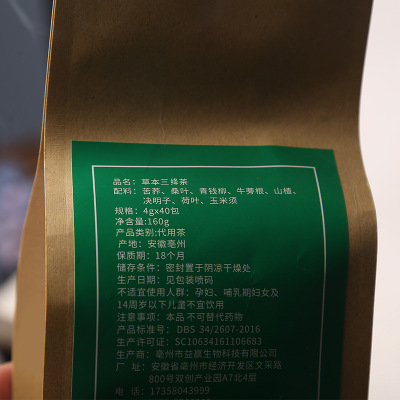 品名：草本三绛茶
配料：苦荞、桑叶、青钱柳、牛蒡根、山楂、
决明子、荷叶、玉米须
规格：4gx40包
净含量：160g
产品类别：代用茶
产地：安徽亳州
保质期：18个月
储存条件：密封置于阴凉干燥处
生产日期：见包装喷码
不适宜使用人群：孕妇、哺乳期妇女及
14周岁以下儿童不宜饮用
注意事项：本品不可替代药物
产品标准号：DBS 34/2607-2016
生产许可证：SC10634161106683
生产商：亳州市益宸生物科技有限公司
厂 址：安徽省亳州市经济开发区文采路
800号双创产业园A7北4层
电 话：17358043999